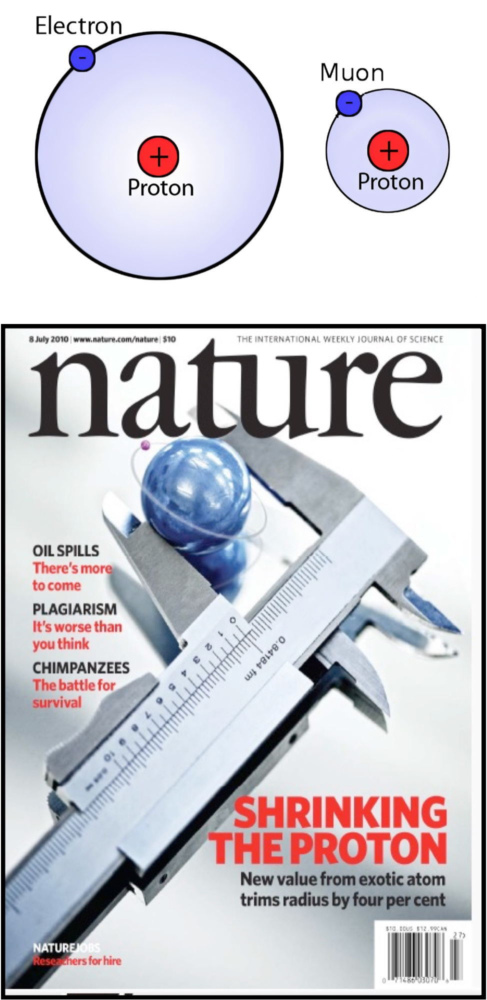 Electron
-
Muon
-
+
Proton
+
Proton
8 July 2010 | www.nature.com/nature | $10
THE INTERNATIONAL WEEKLY JOURNAL OF SCIENCE
nature
OIL SPILLS
There's more
to come
PLAGIARISM
It's worse than
you think
CHIMPANZEES
The battle for
survival
0 1 2 3 4 5 6 7 8 9 10
0.84184 fm
SHRINKING
THE PROTON
New value from exotic atom
trims radius by four per cent
NATUREJOBS
Reseachers for hire
$10.00US $12.99CAN
27>
0 71486 03070 6